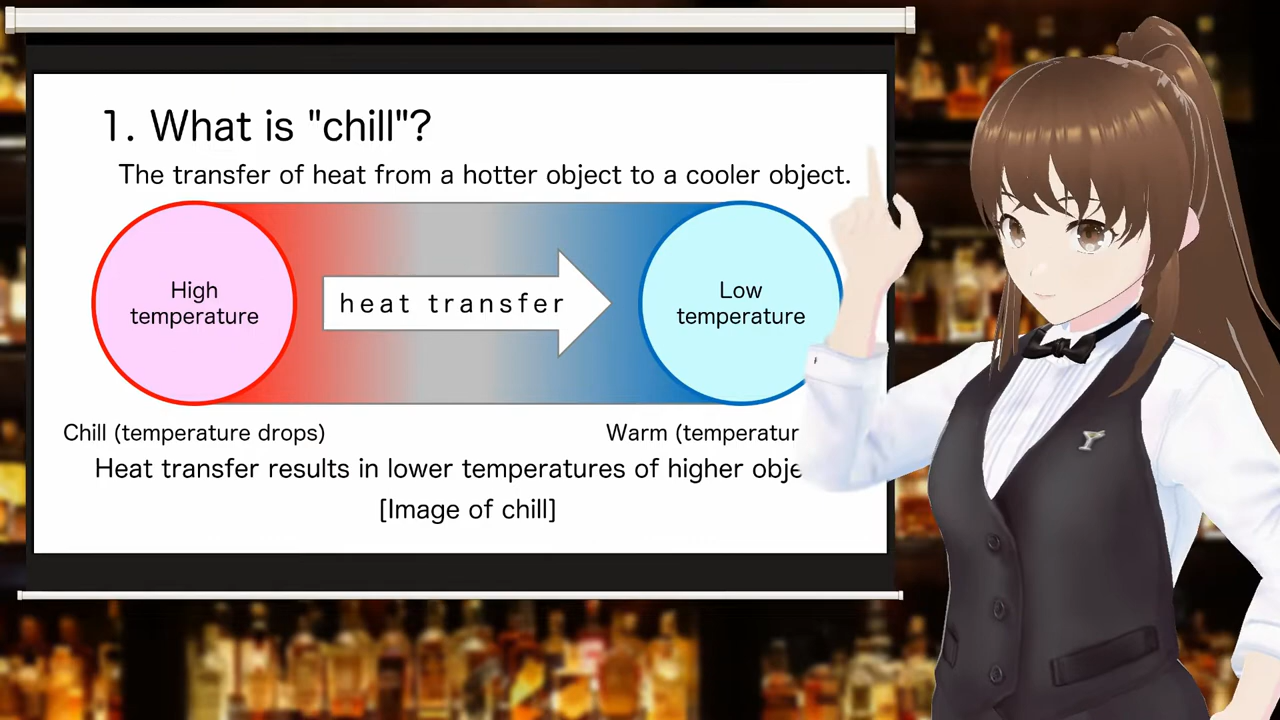 1. What is "chill"?
The transfer of heat from a hotter object to a cooler object.
High
temperature
heat transfer
Low
temperature
Chill (temperature drops)
Warm (temperatur
Heat transfer results in lower temperatures of higher obje
[Image of chill]